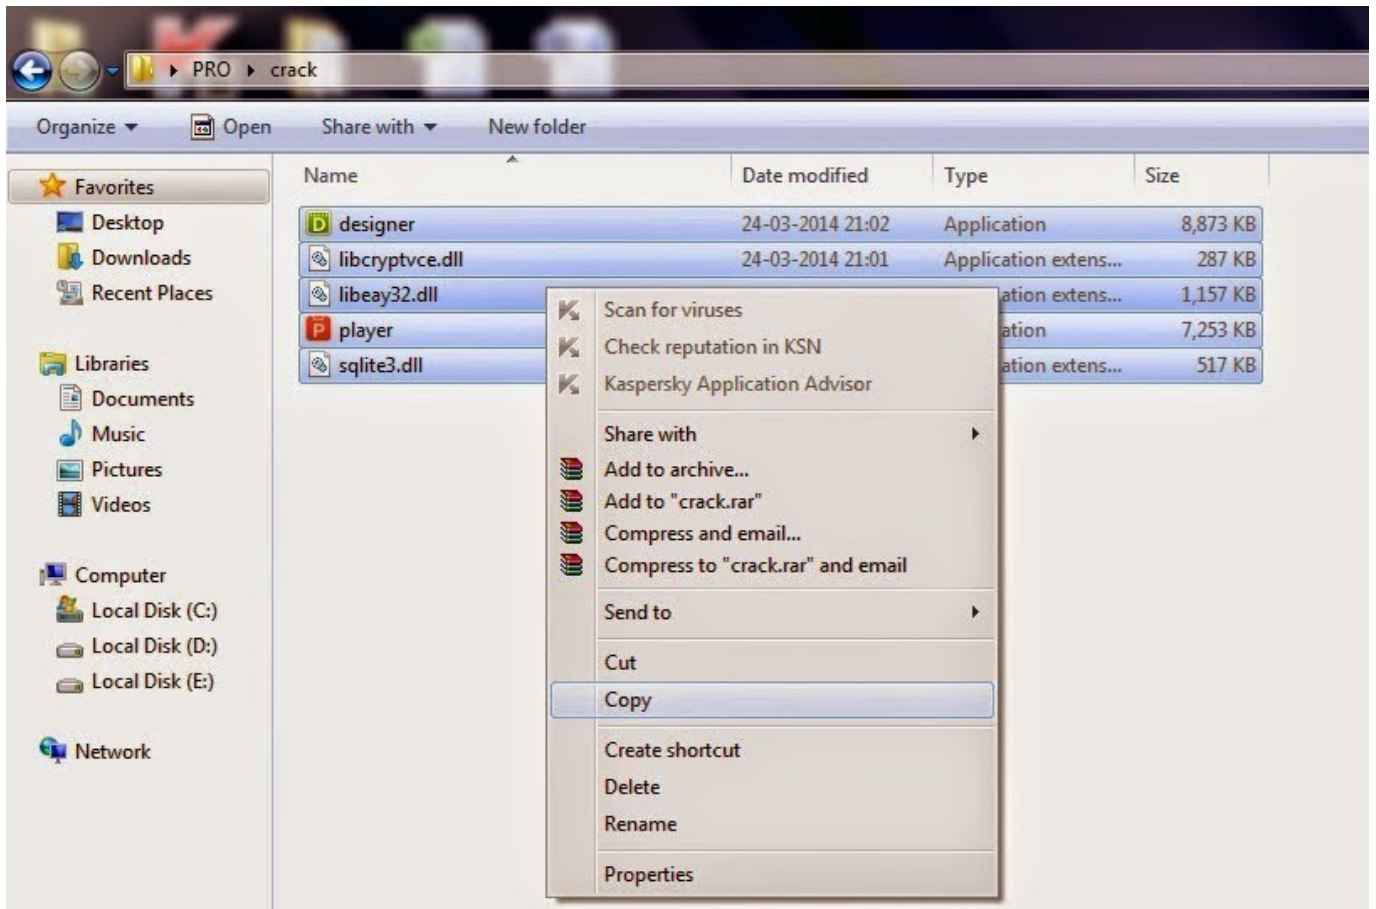 PRO crack
Organize Open Share with New folder
Name Date modified Type Size
Favorites
Desktop
Downloads
Recent Places
Libraries
Documents
Music
Pictures
Videos
Computer
Local Disk (C:)
Local Disk (D:)
Local Disk (E:)
Network
designer 24-03-2014 21:02 Application 8,873 KB
libcryptvce.dll 24-03-2014 21:01 Application extens... 287 KB
libeay32.dll ation extens... 1,157 KB
player ation 7,253 KB
sqlite3.dll ation extens... 517 KB
Scan for viruses
Check reputation in KSN
Kaspersky Application Advisor
Share with
Add to archive...
Add to "crack.rar"
Compress and email...
Compress to "crack.rar" and email
Send to
Cut
Copy
Create shortcut
Delete
Rename
Properties